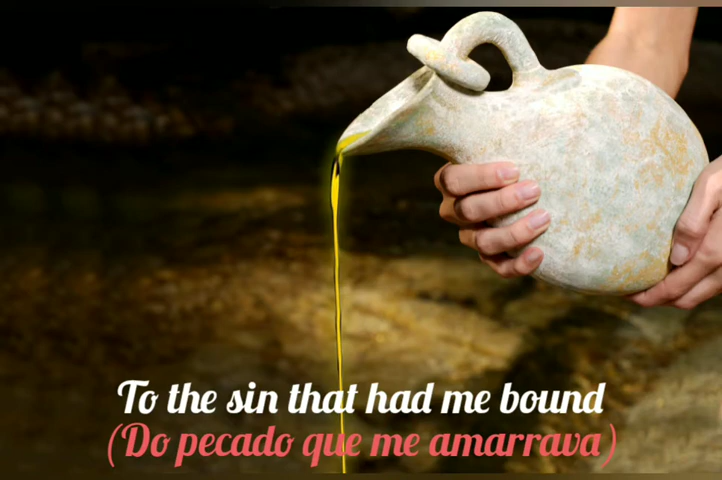 To the sin that had me bound
(Do pecado que me amarrava)